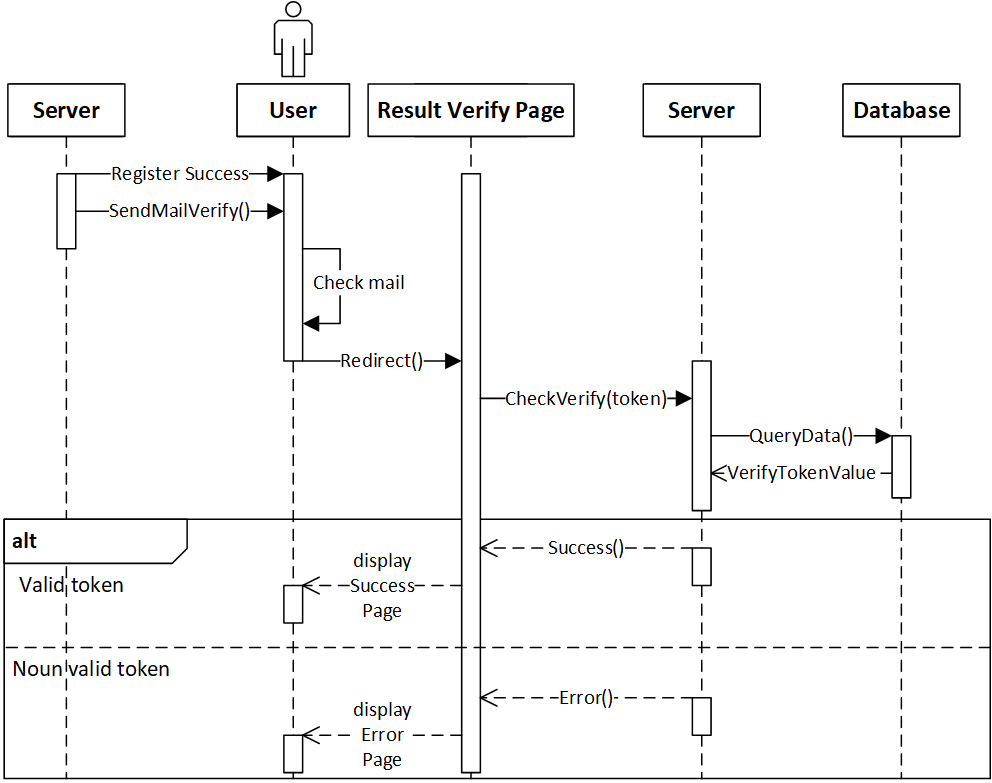 Server
User
Result Verify Page
Server
Database
Register Success
SendMailVerify()
Check mail
Redirect()
CheckVerify(token)
QueryData()
VerifyTokenValue
alt
Success()
display
Success
Page
Valid token
Noun valid token
Error()
display
Error
Page